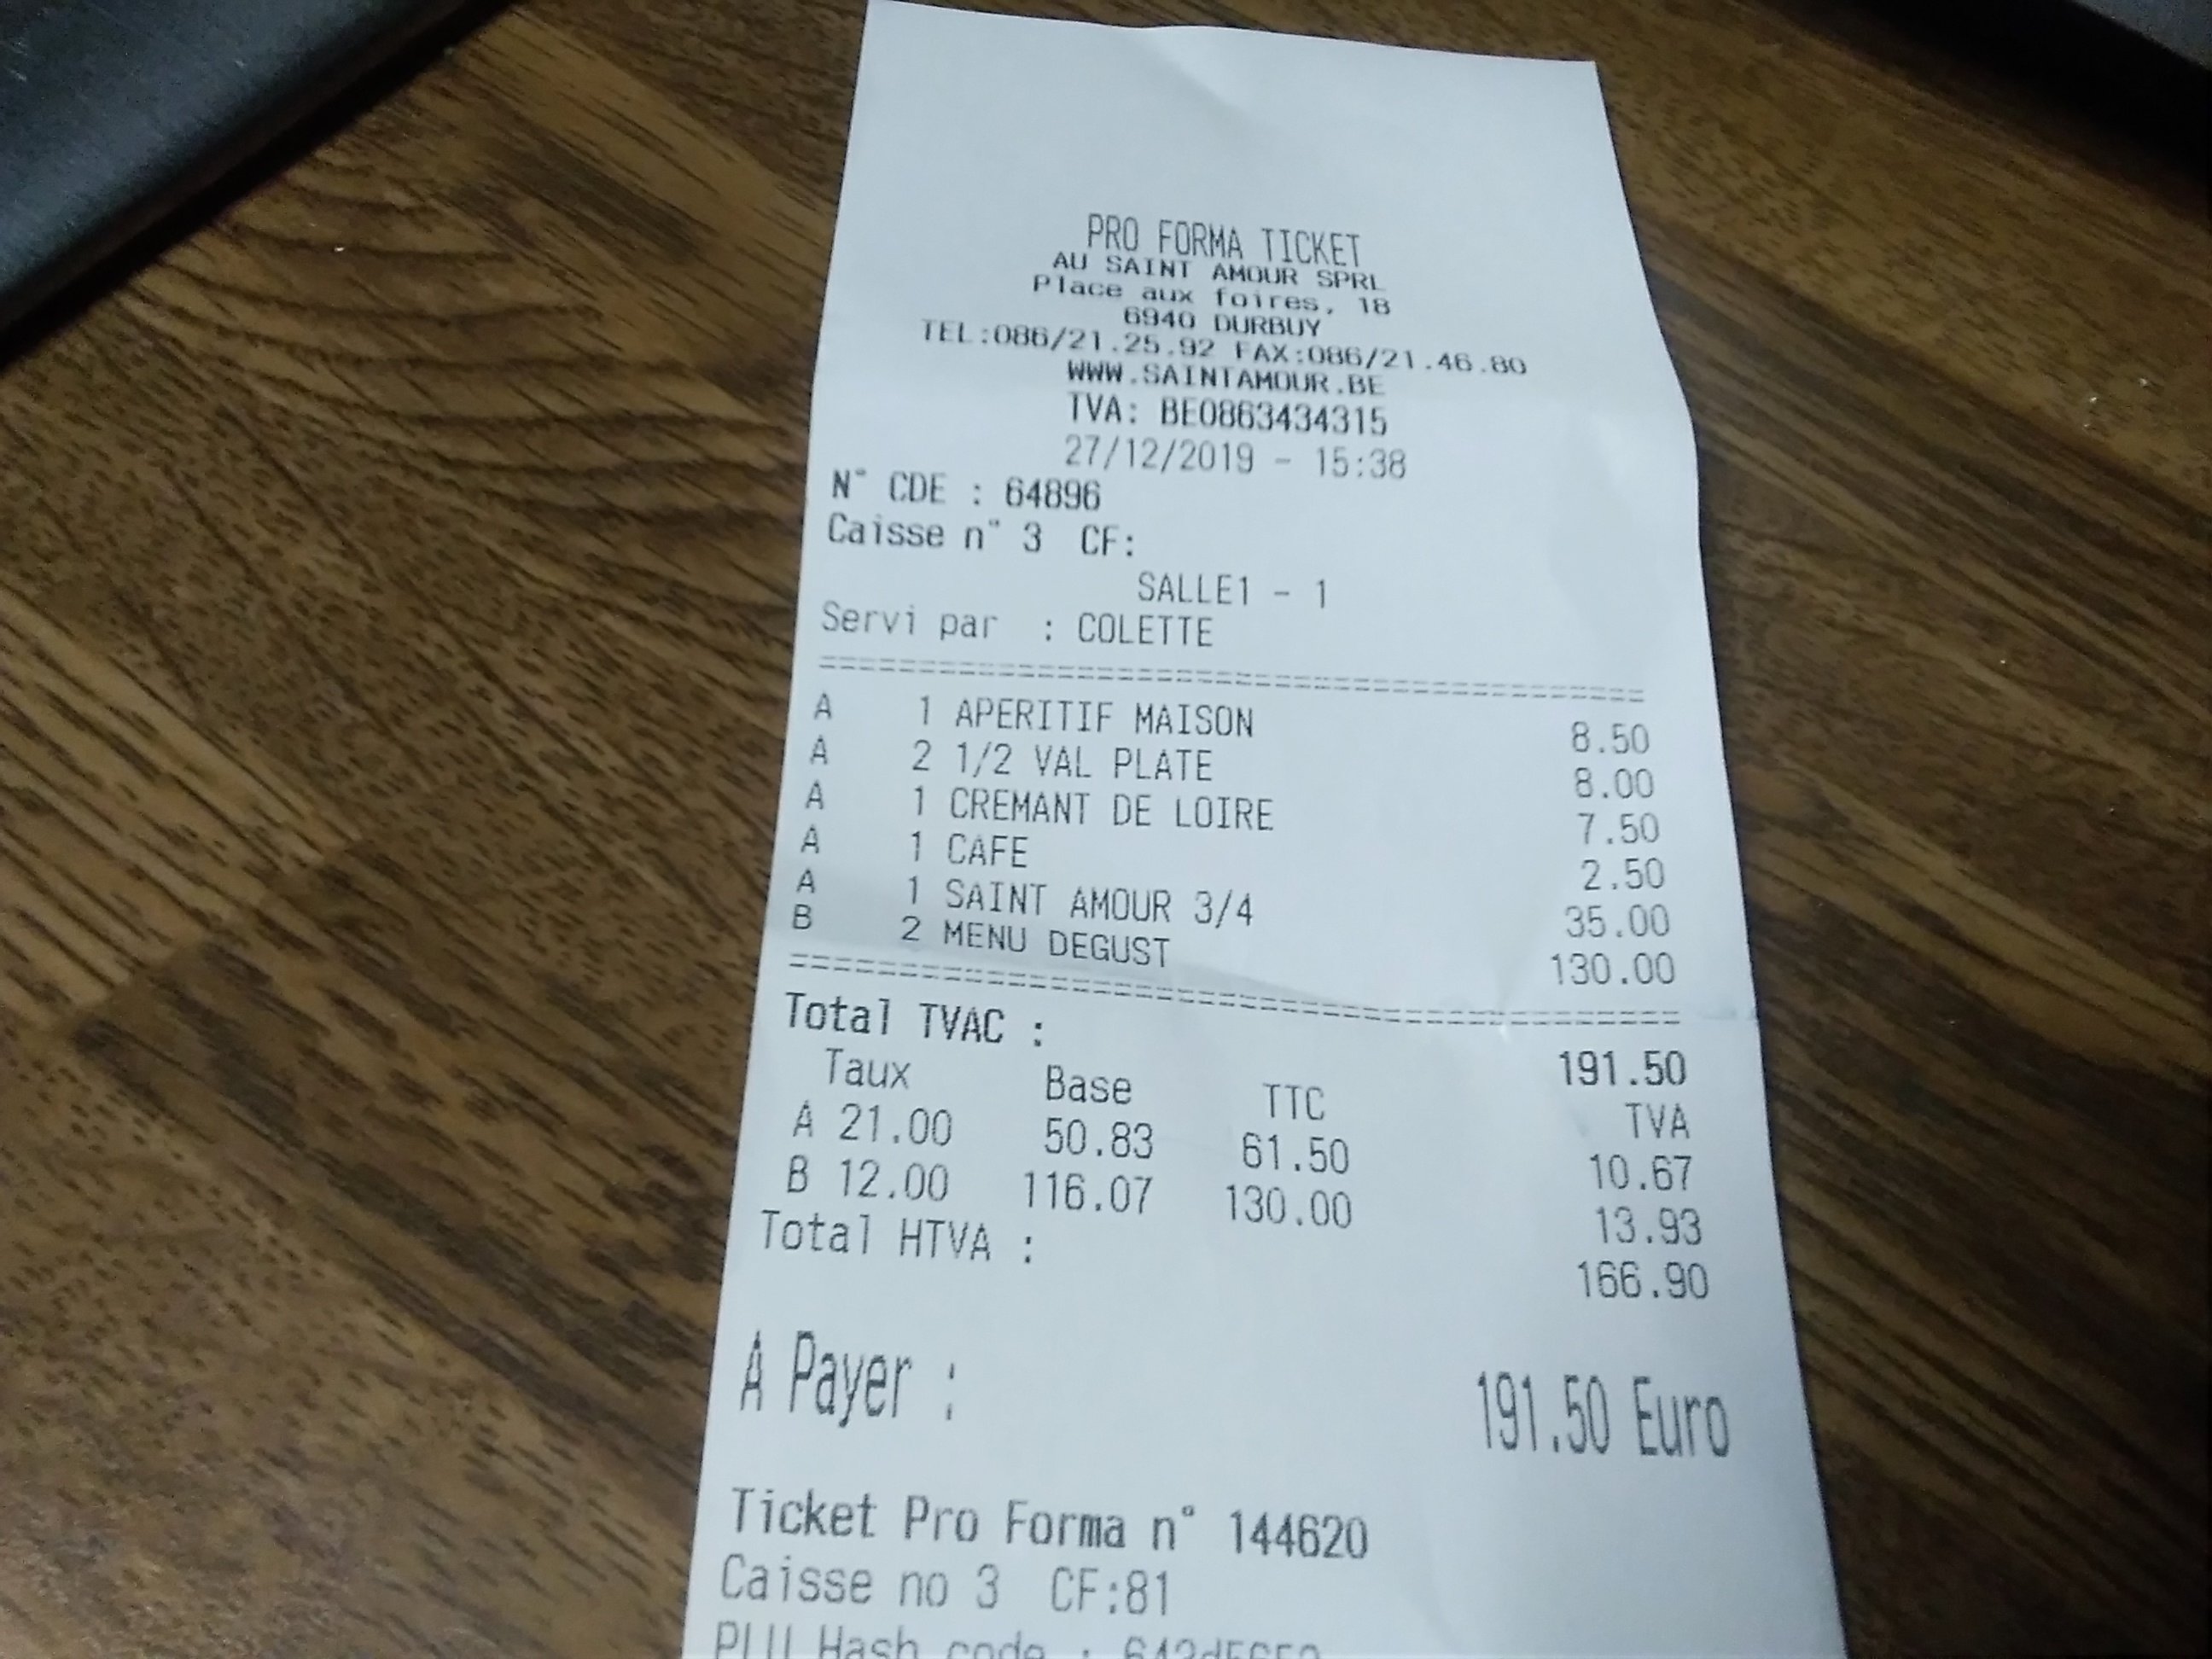 PRO FORMA TICKET
AU SAINT AMOUR SPRL
Place aux foires, 18
6940 DURBUY
TEL:086/21.25.92 FAX:086/21.46.80
WWW.SAINTAMOUR.BE
TVA: BE0863434315
27/12/2019 - 15:38
N° CDE : 64896
Caisse n° 3 CF:
SALLE1 - 1
Servi par : COLETTE
A 1 APERITIF MAISON 8.50
A 2 1/2 VAL PLATE 8.00
A 1 CREMANT DE LOIRE 7.50
A 1 CAFE 2.50
A 1 SAINT AMOUR 3/4 35.00
B 2 MENU DEGUST 130.00
Total TVAC : 191.50
Taux Base TTC TVA
A 21.00 50.83 61.50 10.67
B 12.00 116.07 130.00 13.93
Total HTVA : 166.90
A Payer : 191.50 Euro
Ticket Pro Forma n° 144620
Caisse no 3 CF:81
PLU Hash code :